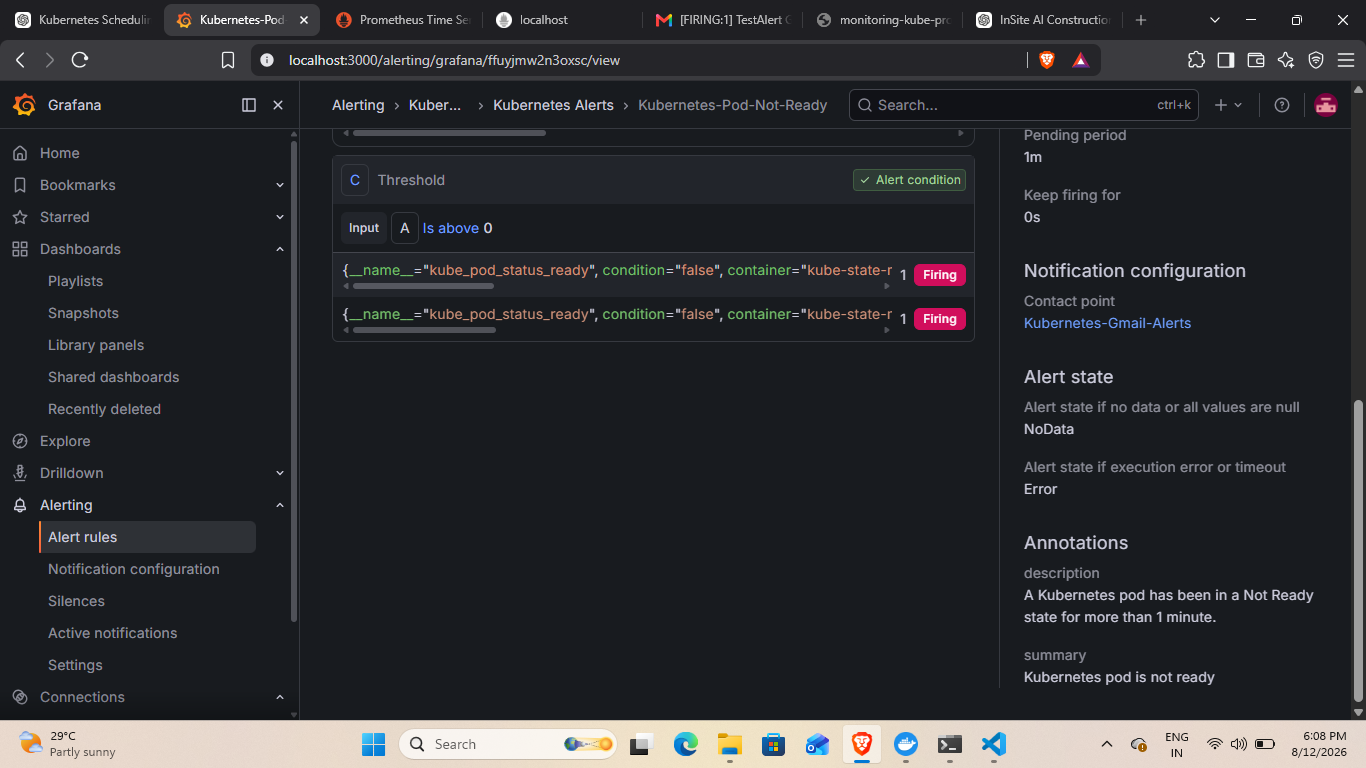 Kubernetes Scheduling
Kubernetes-Pod
Prometheus Time Se
localhost
[FIRING:1] TestAlert
monitoring-kube-pro
InSite AI Construction
localhost:3000/alerting/grafana/ffuyjmw2n3oxsc/view
Grafana
Alerting › Kuber... › Kubernetes Alerts › Kubernetes-Pod-Not-Ready
Search... ctrl+k
Home
Bookmarks
Starred
Dashboards
Playlists
Snapshots
Library panels
Shared dashboards
Recently deleted
Explore
Drilldown
Alerting
Alert rules
Notification configuration
Silences
Active notifications
Settings
Connections
C Threshold
Alert condition
Input A Is above 0
{__name__="kube_pod_status_ready", condition="false", container="kube-state-r 1 Firing
{__name__="kube_pod_status_ready", condition="false", container="kube-state-r 1 Firing
Pending period
1m
Keep firing for
0s
Notification configuration
Contact point
Kubernetes-Gmail-Alerts
Alert state
Alert state if no data or all values are null
NoData
Alert state if execution error or timeout
Error
Annotations
description
A Kubernetes pod has been in a Not Ready
state for more than 1 minute.
summary
Kubernetes pod is not ready
29°C
Partly sunny
Search
ENG
IN
6:08 PM
8/12/2026